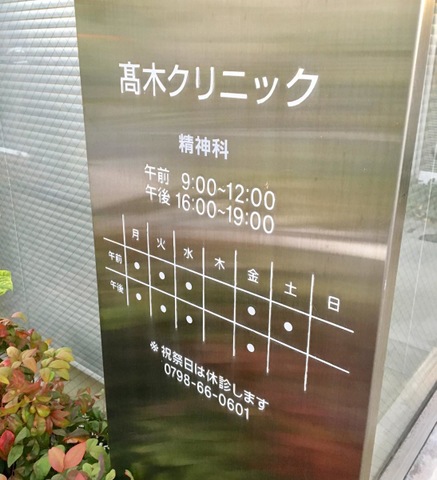 髙木クリニック
精神科
午前 9:00~12:00
午後 16:00~19:00
月 火 水 木 金 土 日
午前 ● ● ● ● ●
午後 ● ● ● ●
※ 祝祭日は休診します
0798-66-0601